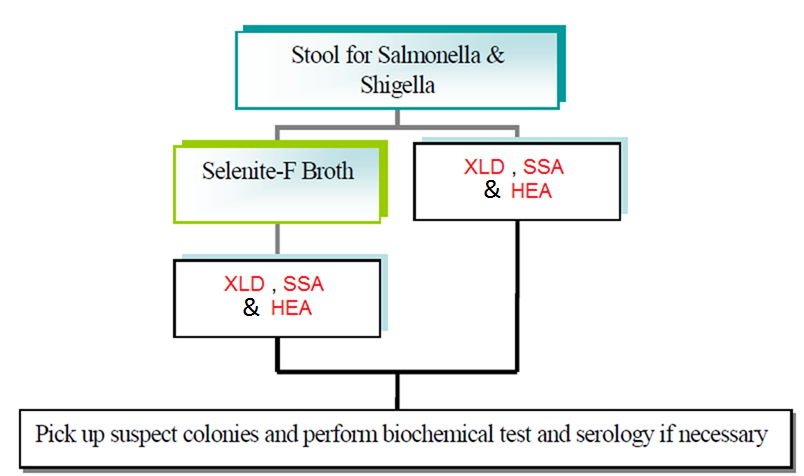 Stool for Salmonella &
Shigella
Selenite-F Broth
XLD , SSA
& HEA
XLD , SSA
& HEA
Pick up suspect colonies and perform biochemical test and serology if necessary